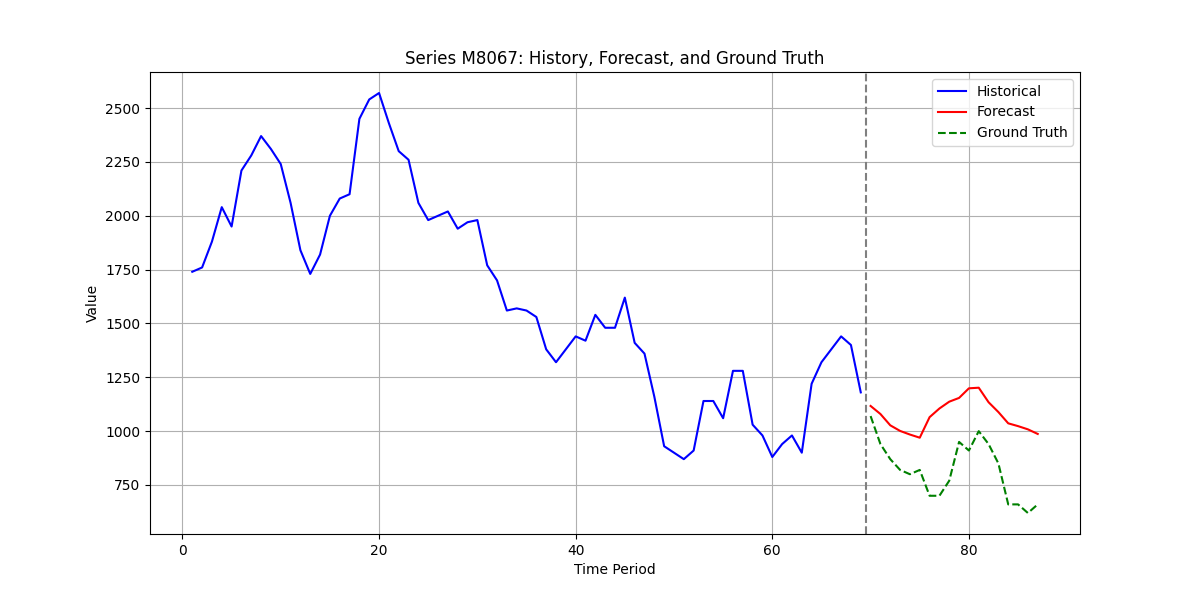 Series M8067: History, Forecast, and Ground Truth
Historical
Forecast
Ground Truth
Value
2500
2250
2000
1750
1500
1250
1000
750
0 20 40 60 80
Time Period